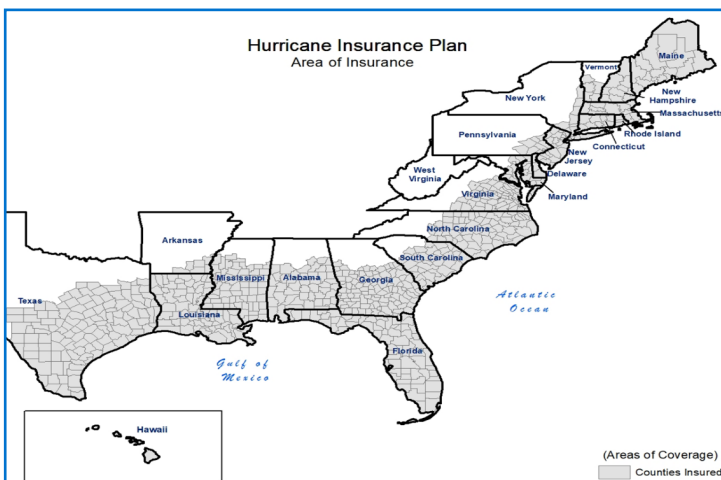 Hurricane Insurance Plan
Area of Insurance
Maine
Vermont
New
Hampshire
New York
Massachusetts
Rhode Island
Connecticut
Pennsylvania
New
Jersey
Delaware
Maryland
West
Virginia
Virginia
North Carolina
South Carolina
Arkansas
Mississippi
Alabama
Georgia
Texas
Louisiana
Florida
Atlantic
Ocean
Gulf of
Mexico
Hawaii
(Areas of Coverage)
Counties Insured